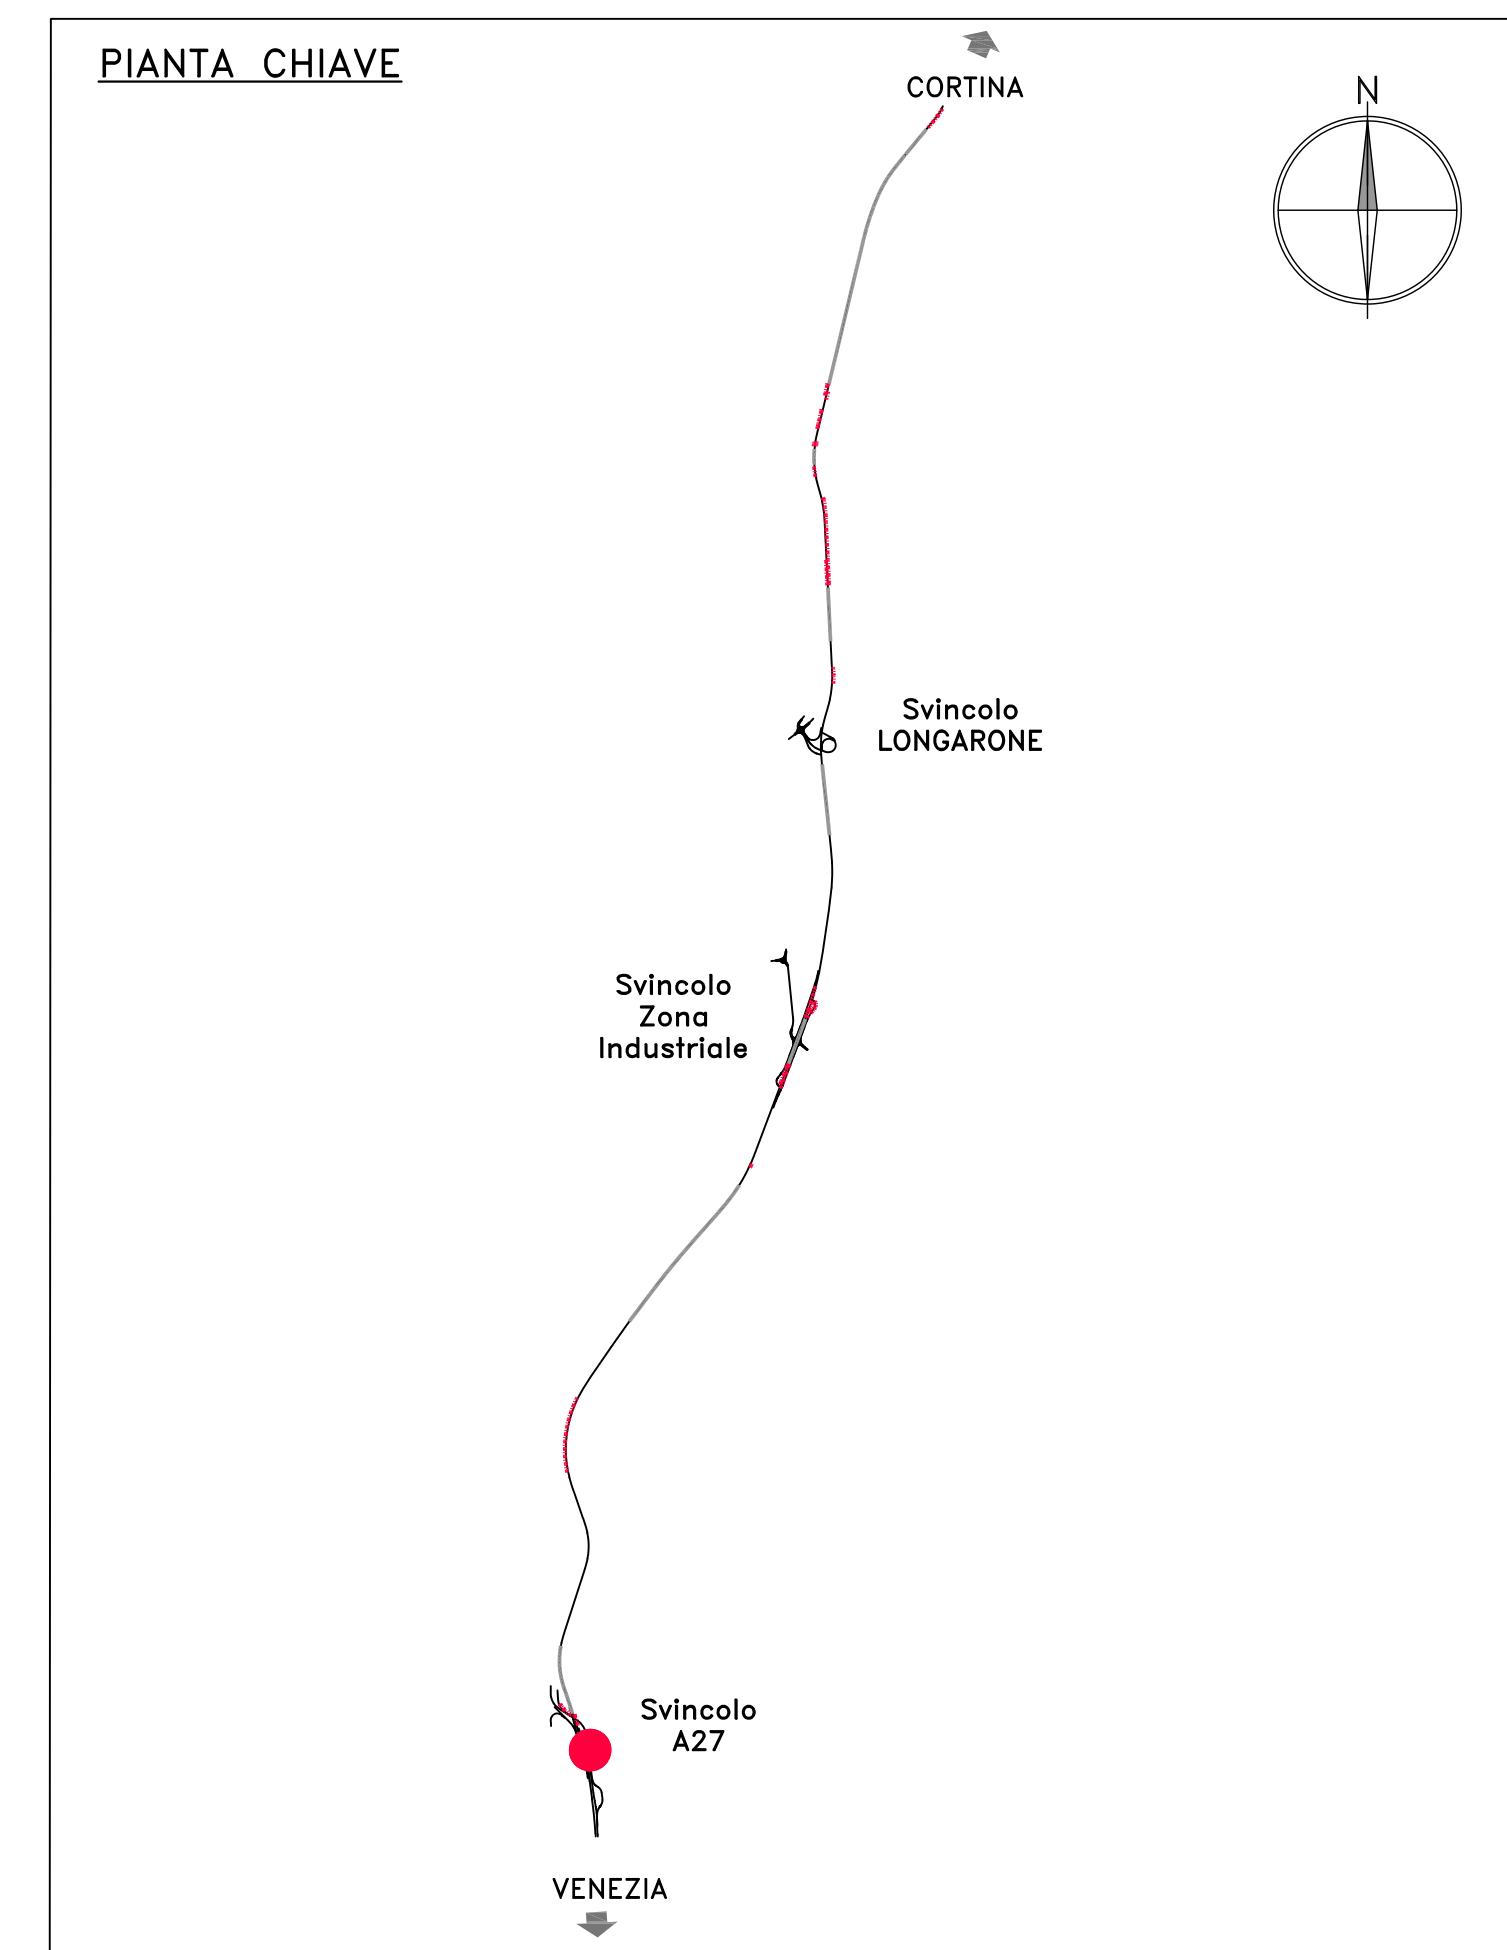 PIANTA CHIAVE
CORTINA
N
Svincolo
LONGARONE
Svincolo
Zona
Industriale
Svincolo
A27
VENEZIA